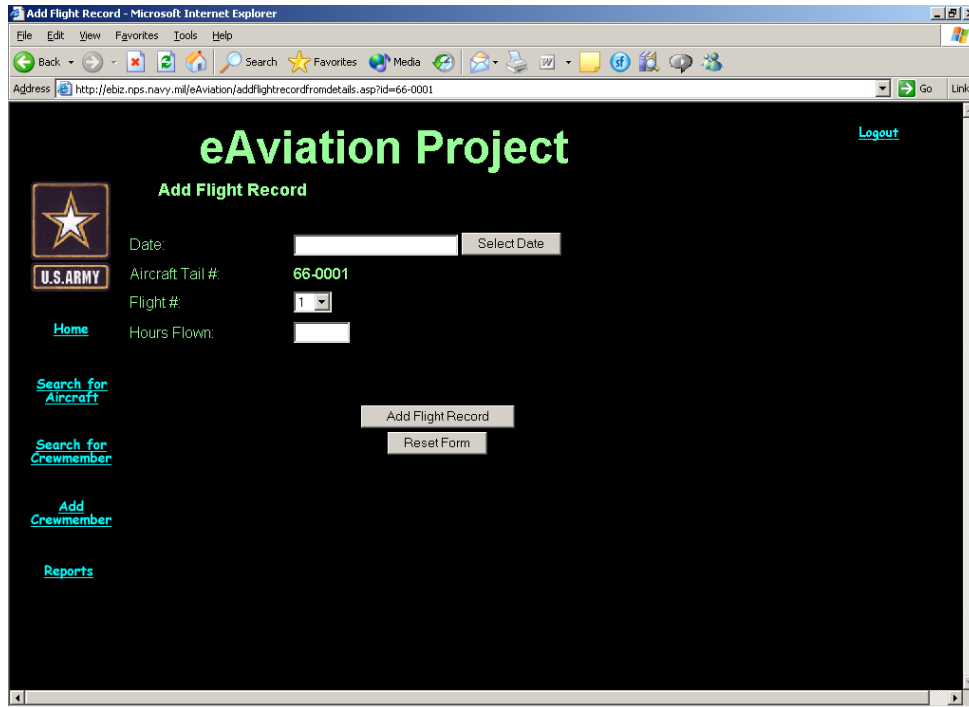 Add Flight Record - Microsoft Internet Explorer
File Edit View Favorites Tools Help
Back Search Favorites Media
Address http://ebiz.nps.navy.mil/eAviation/addflightrecordfromdetails.asp?id=66-0001 Go Link
eAviation Project
Logout
Add Flight Record
Date: Select Date
U.S.ARMY
Aircraft Tail #: 66-0001
Flight #: 1
Home
Hours Flown:
Search for
Aircraft
Add Flight Record
Reset Form
Search for
Crewmember
Add
Crewmember
Reports